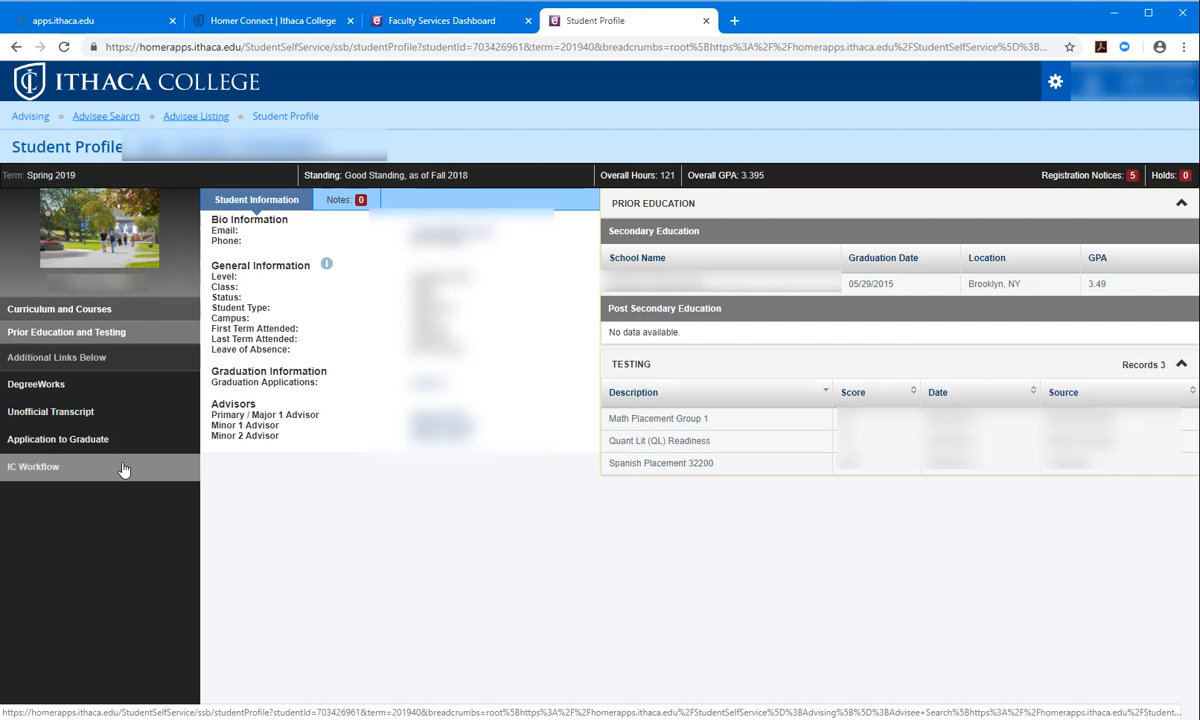 apps.ithaca.edu
Homer Connect | Ithaca College
Faculty Services Dashboard
Student Profile
https://homerapps.ithaca.edu/StudentSelfService/ssb/studentProfile?studentId=703426961&term=201940&breadcrumbs=root%5Bhttps%3A%2F%2Fhomerapps.ithaca.edu%2FStudentSelfService%5D%3B...
ITHACA COLLEGE
Advising Advisee Search Advisee Listing Student Profile
Student Profile
Term: Spring 2019 Standing: Good Standing, as of Fall 2018 Overall Hours: 121 Overall GPA: 3.395 Registration Notices: 5 Holds: 0
Curriculum and Courses
Prior Education and Testing
Additional Links Below
DegreeWorks
Unofficial Transcript
Application to Graduate
IC Workflow
Student Information Notes: 0
Bio Information
Email:
Phone:
General Information
Level:
Class:
Status:
Student Type:
Campus:
First Term Attended:
Last Term Attended:
Leave of Absence:
Graduation Information
Graduation Applications:
Advisors
Primary / Major 1 Advisor
Minor 1 Advisor
Minor 2 Advisor
PRIOR EDUCATION
Secondary Education
School Name Graduation Date Location GPA
05/29/2015 Brooklyn, NY 3.49
Post Secondary Education
No data available.
TESTING Records 3
Description Score Date Source
Math Placement Group 1
Quant Lit (QL) Readiness
Spanish Placement 32200
https://homerapps.ithaca.edu/StudentSelfService/ssb/studentProfile?studentId=703426961&term=201940&breadcrumbs=root%5Bhttps%3A%2F%2Fhomerapps.ithaca.edu%2FStudentSelfService%5D%3BAdvising%5B%5D%3BAdvisee+Search%5Bhttps%3A%2F%2Fhomerapps.ithaca.edu%2FStudent...